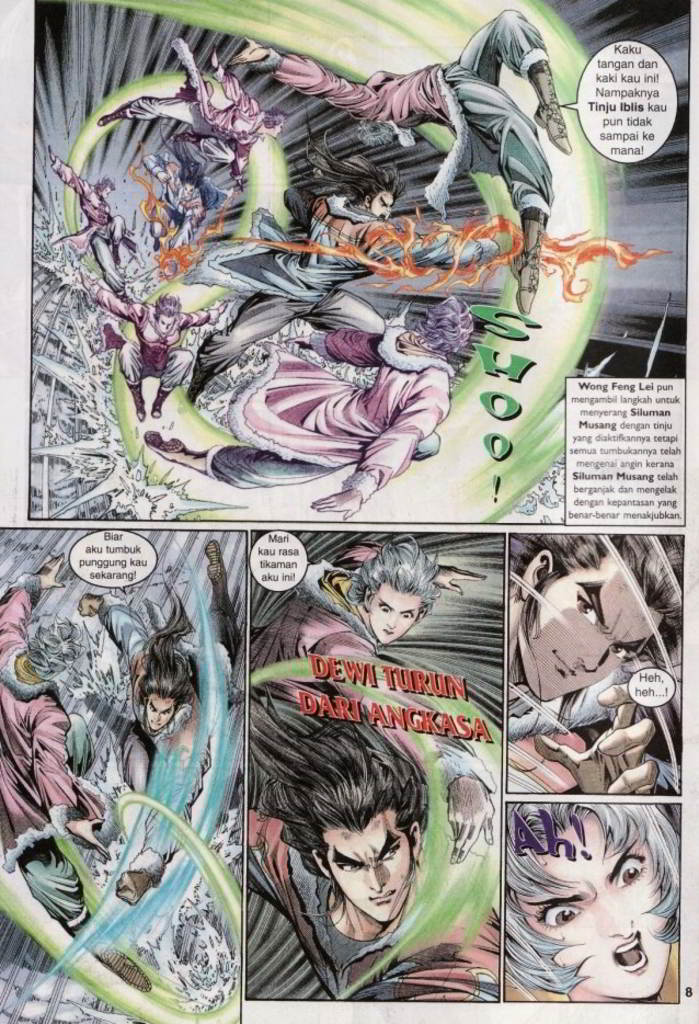 Kaku
tangan dan
kaki kau ini!
Nampaknya
Tinju Iblis kau
pun tidak
sampai ke
mana!
SHOO!
Wong Feng Lei pun
mengambil langkah untuk
menyerang Siluman
Musang dengan tinju
yang diaktifkannya tetapi
semua tumbukannya telah
mengenai angin kerana
Siluman Musang telah
berganjak dan mengelak
dengan kepantasan yang
benar-benar menakjubkan.
Biar
aku tumbuk
punggung kau
sekarang!
Mari
kau rasa
tikaman
aku ini!
DEWI TURUN
DARI ANGKASA
Heh,
heh...!
Ah!
8